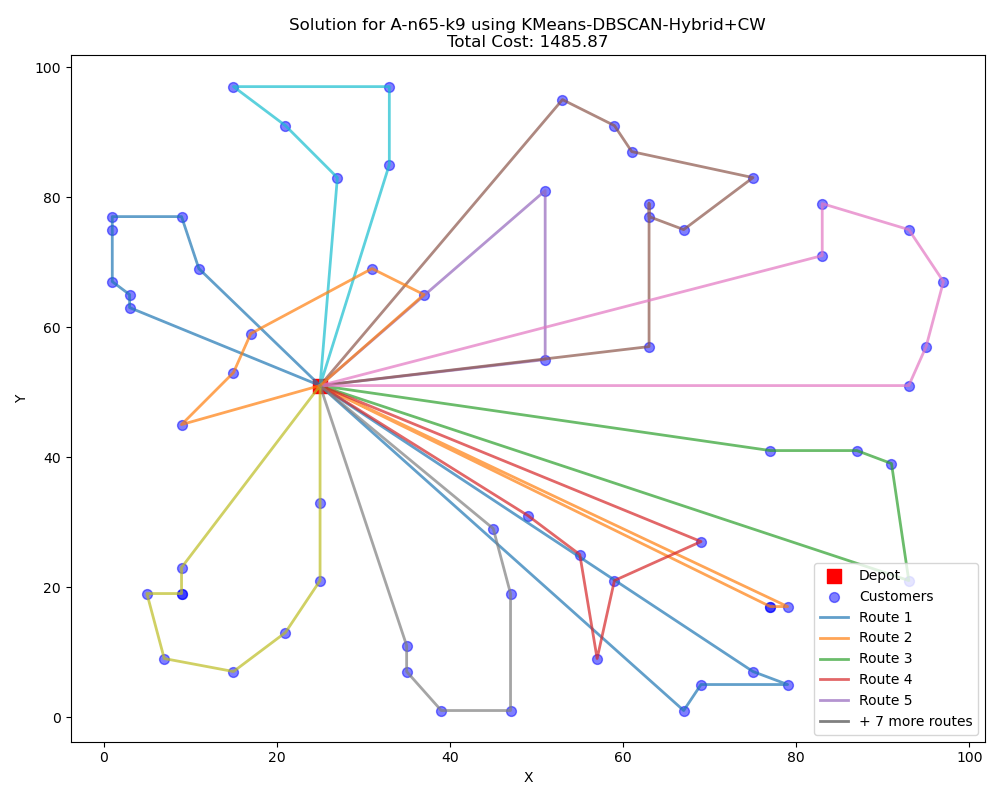 Solution for A-n65-k9 using KMeans-DBSCAN-Hybrid+CW
Total Cost: 1485.87
100
80
60
40
20
0
Y
0 20 40 60 80 100
X
Depot
Customers
Route 1
Route 2
Route 3
Route 4
Route 5
+ 7 more routes